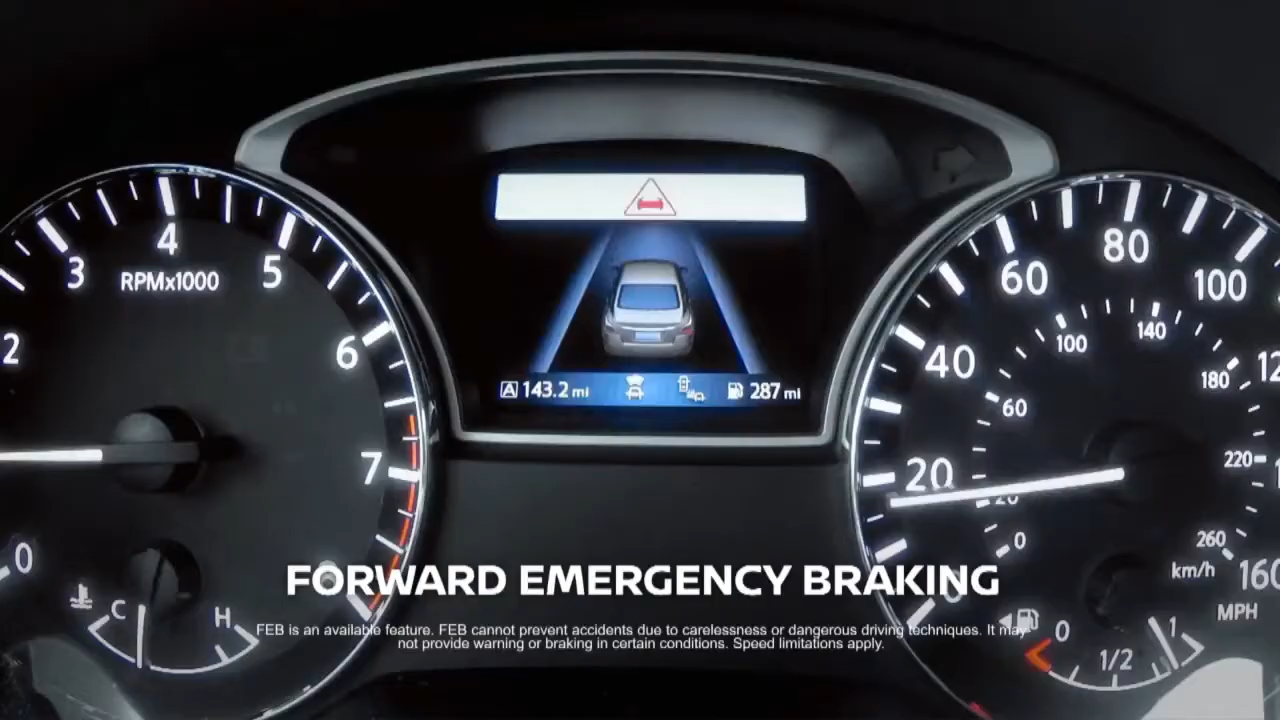 3
4
5
RPMx1000
2
6
7
0
C
H
A 143.2 mi
287 mi
80
60
100
40
20
100
140
180
60
220
20
0
260
km/h
160
MPH
0
1/2
1
FORWARD EMERGENCY BRAKING
FEB is an available feature. FEB cannot prevent accidents due to carelessness or dangerous driving techniques. It may
not provide warning or braking in certain conditions. Speed limitations apply.